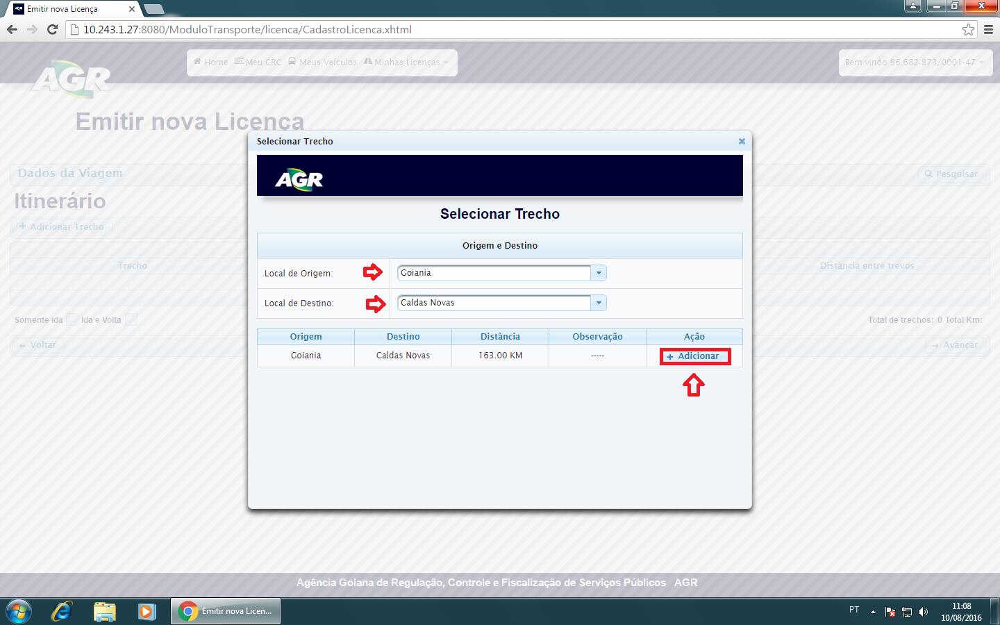 AGR Emitir nova Licença
10.243.1.27:8080/ModuloTransporte/licenca/CadastroLicenca.xhtml
AGR
Home Meu CRC Meus Veículos Minhas Licenças
Bem vindo 86.682.873/0001-47
Emitir nova Licença
Selecionar Trecho
Dados da Viagem
Pesquisar
AGR
Itinerário
Selecionar Trecho
+ Adicionar Trecho
Origem e Destino
Trecho
Distância entre trevos
Local de Origem: Goiania
Local de Destino: Caldas Novas
Somente ida Ida e Volta
Total de trechos: 0 Total Km:
Origem Destino Distância Observação Ação
← Voltar
→ Avançar
Goiania Caldas Novas 163.00 KM ----- + Adicionar
Agência Goiana de Regulação, Controle e Fiscalização de Serviços Públicos AGR
Emitir nova Licen...
PT
11:08
10/08/2016